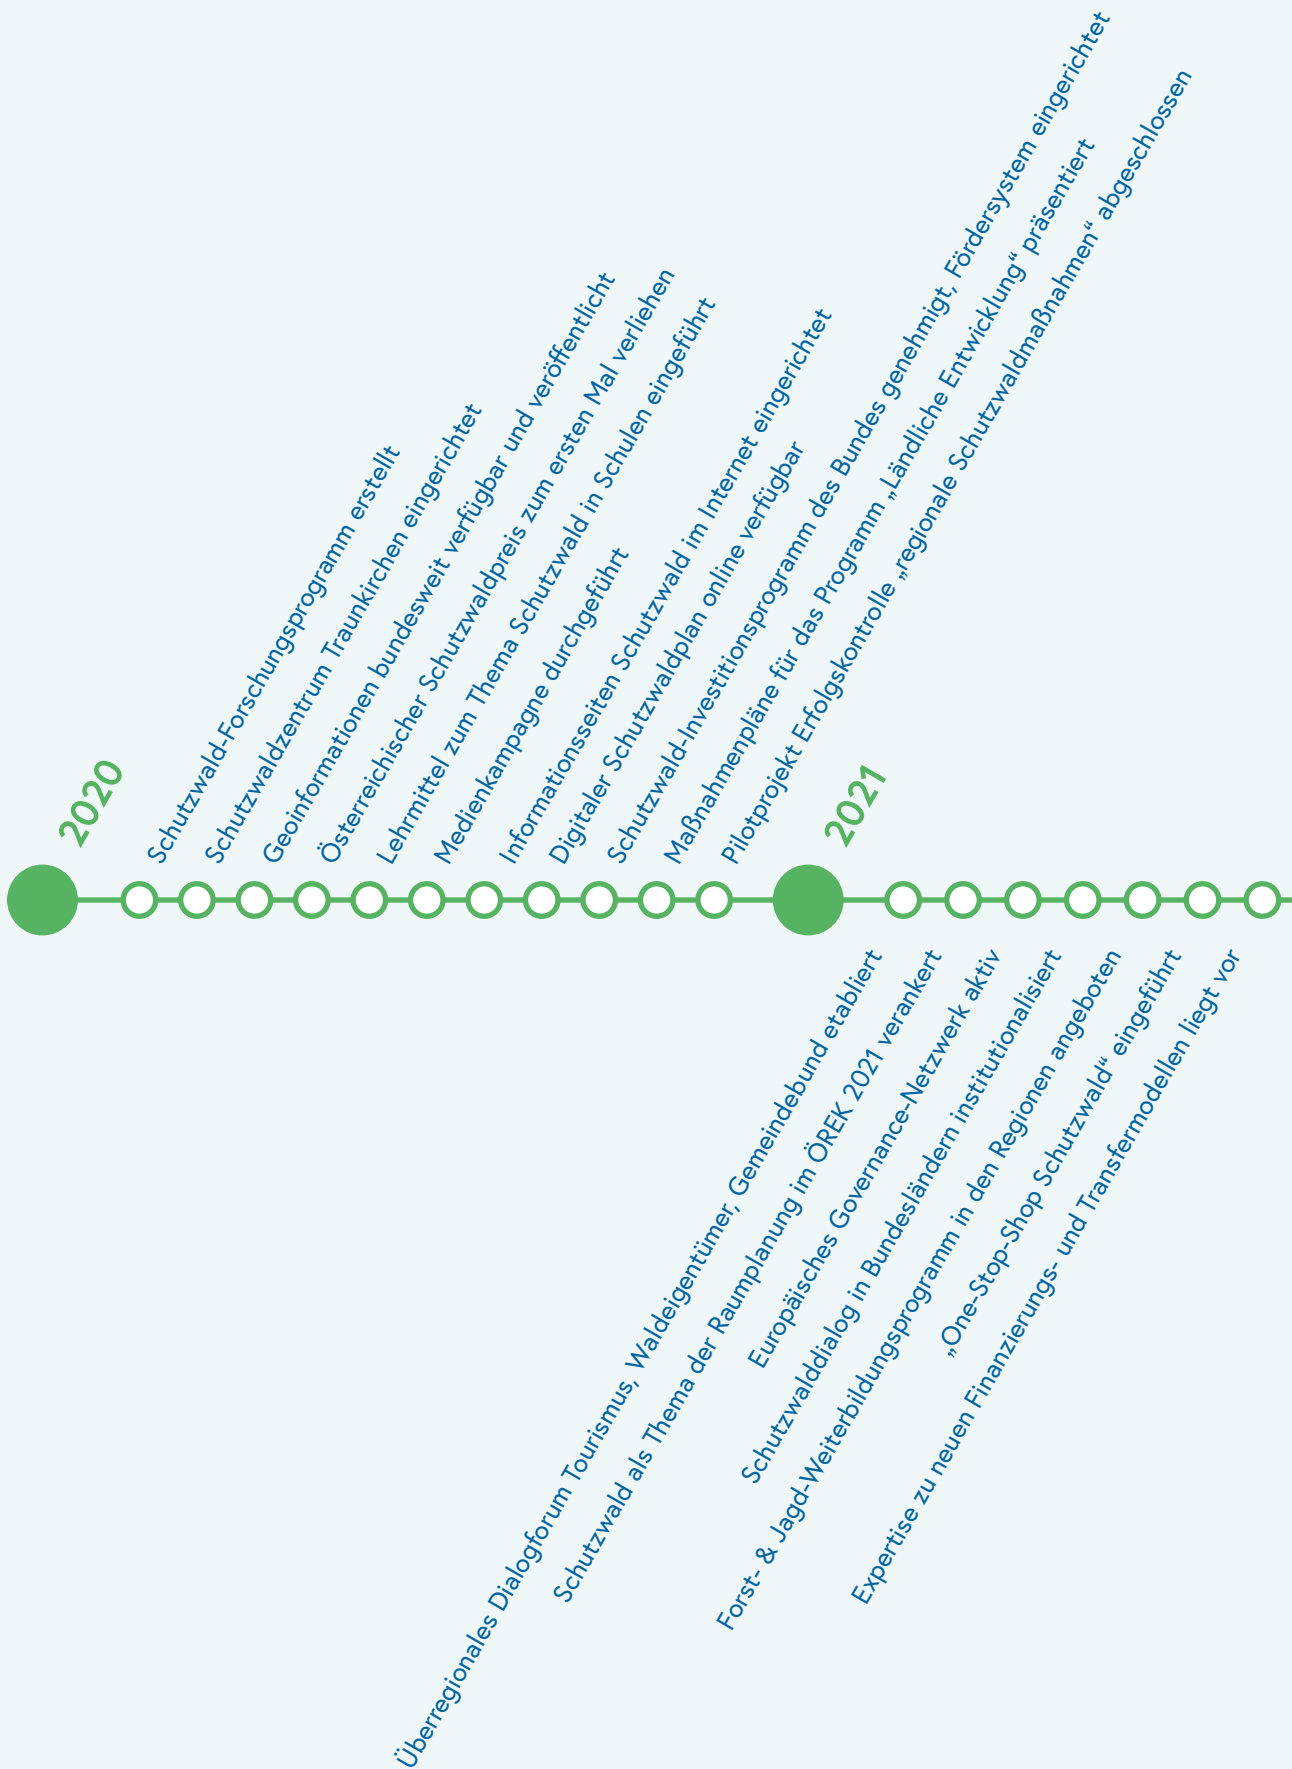 2020
Schutzwald-Forschungsprogramm erstellt
Schutzwaldzentrum Traunkirchen eingerichtet
Geoinformationen bundesweit verfügbar und veröffentlicht
Österreichischer Schutzwaldpreis zum ersten Mal verliehen
Lehrmittel zum Thema Schutzwald in Schulen eingeführt
Medienkampagne durchgeführt
Informationsseiten Schutzwald im Internet eingerichtet
Digitaler Schutzwaldplan online verfügbar
Schutzwald-Investitionsprogramm des Bundes genehmigt, Fördersystem eingerichtet
Maßnahmenpläne für das Programm „Ländliche Entwicklung“ präsentiert
Pilotprojekt Erfolgskontrolle „regionale Schutzwaldmaßnahmen“ abgeschlossen
2021
Überregionales Dialogforum Tourismus, Waldeigentümer, Gemeindebund etabliert
Schutzwald als Thema der Raumplanung im ÖREK 2021 verankert
Europäisches Governance-Netzwerk aktiv
Schutzwalddialog in Bundesländern institutionalisiert
Forst- & Jagd-Weiterbildungsprogramm in den Regionen angeboten
„One-Stop-Shop Schutzwald“ eingeführt
Expertise zu neuen Finanzierungs- und Transfermodellen liegt vor